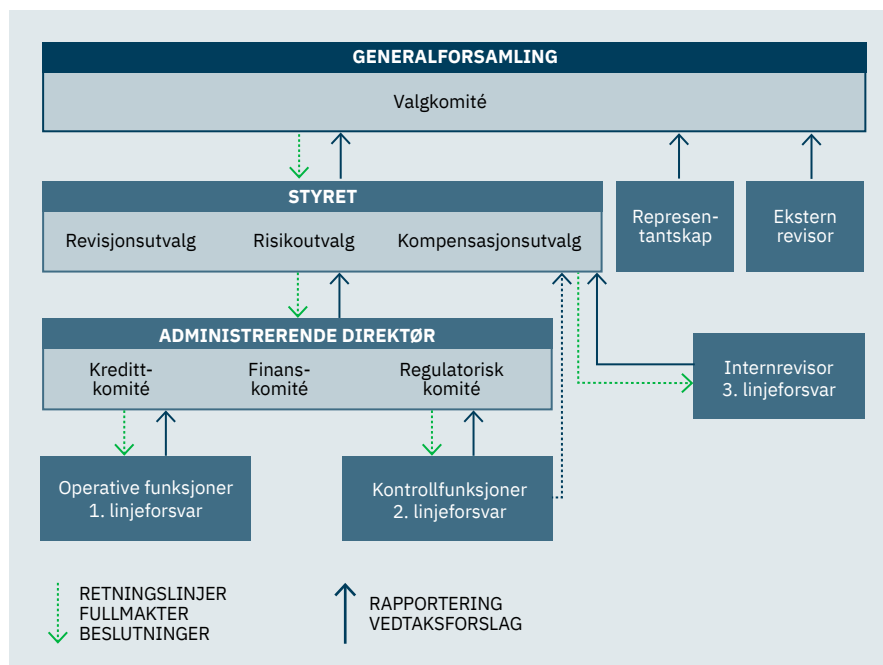 GENERALFORSAMLING
Valgkomité
STYRET
Revisjonsutvalg
Risikoutvalg
Kompensasjonsutvalg
Represen-
tantskap
Ekstern
revisor
ADMINISTRERENDE DIREKTØR
Kreditt-
komité
Finans-
komité
Regulatorisk
komité
Internrevisor
3. linjeforsvar
Operative funksjoner
1. linjeforsvar
Kontrollfunksjoner
2. linjeforsvar
RETNINGSLINJER
FULLMAKTER
BESLUTNINGER
RAPPORTERING
VEDTAKSFORSLAG